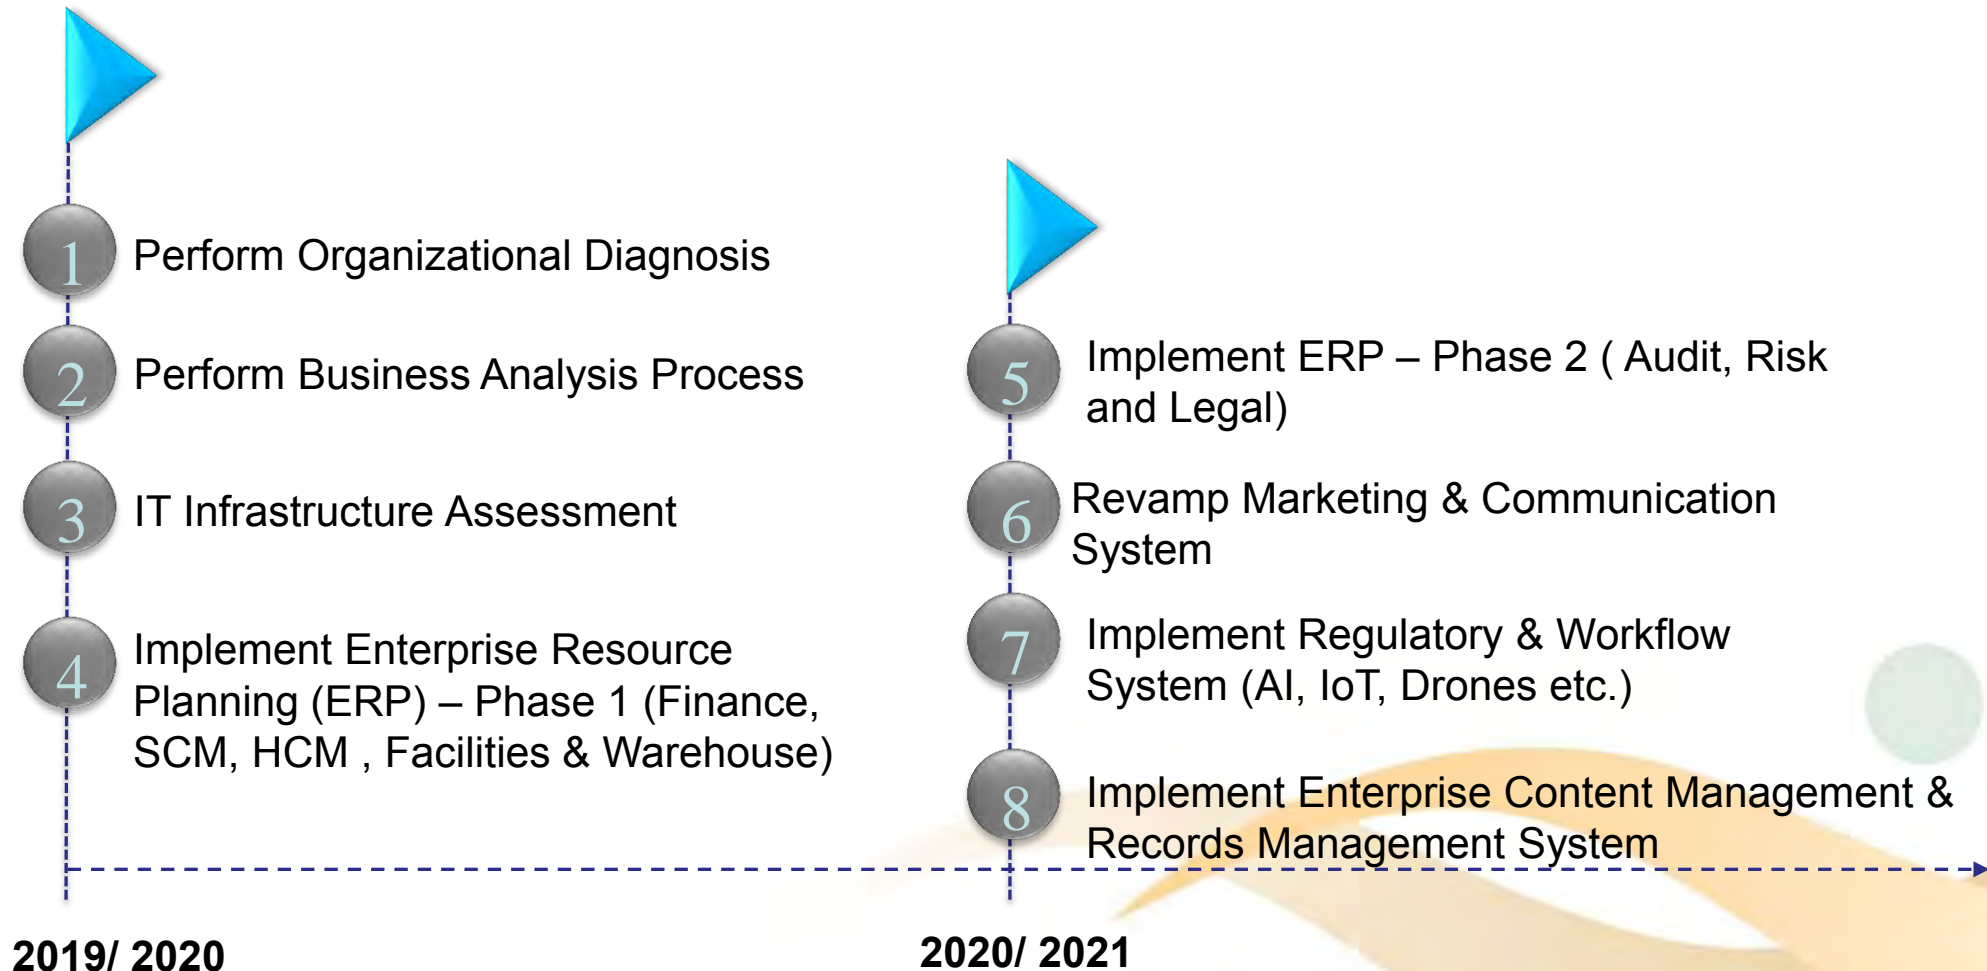 1
Perform Organizational Diagnosis
2
Perform Business Analysis Process
3
IT Infrastructure Assessment
4
Implement Enterprise Resource
Planning (ERP) – Phase 1 (Finance,
SCM, HCM , Facilities & Warehouse)
2019/ 2020
5
Implement ERP – Phase 2 ( Audit, Risk
and Legal)
6
Revamp Marketing & Communication
System
7
Implement Regulatory & Workflow
System (AI, IoT, Drones etc.)
8
Implement Enterprise Content Management &
Records Management System
2020/ 2021